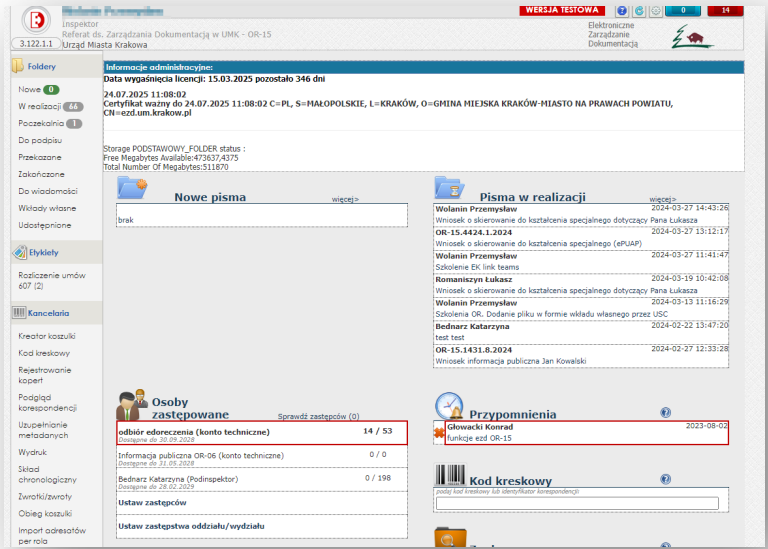 WERSJA TESTOWA
0
14
Inspektor
Referat ds. Zarządzania Dokumentacją w UMK - OR-15
Urząd Miasta Krakowa
3.122.1.1
Elektroniczne
Zarządzanie
Dokumentacją
Foldery
Nowe 0
W realizacji 66
Poczekalnia 1
Do podpisu
Przekazane
Zakończone
Do wiadomości
Wkłady własne
Udostępnione
Etykiety
Rozliczenie umów
607 (2)
Kancelaria
Kreator koszulki
Kod kreskowy
Rejestrowanie
kopert
Podgląd
korespondencji
Uzupełnianie
metadanych
Wydruk
Skład
chronologiczny
Zwrotki/zwroty
Obieg koszulki
Import adresatów
per rola
Informacje administracyjne:
Data wygaśnięcia licencji: 15.03.2025 pozostało 346 dni
24.07.2025 11:08:02
Certyfikat ważny do 24.07.2025 11:08:02 C=PL, S=MAŁOPOLSKIE, L=KRAKÓW, O=GMINA MIEJSKA KRAKÓW-MIASTO NA PRAWACH POWIATU,
CN=ezd.um.krakow.pl
Storage PODSTAWOWY_FOLDER status :
Free Megabytes Available:473637,4375
Total Number Of Megabytes:511870
Nowe pisma
więcej>
brak
Pisma w realizacji
więcej>
Wolanin Przemysław 2024-03-27 14:43:26
Wniosek o skierowanie do kształcenia specjalnego dotyczący Pana Łukasza
OR-15.4424.1.2024 2024-03-27 13:12:17
Wniosek o skierowanie do kształcenia specjalnego (ePUAP)
Wolanin Przemysław 2024-03-27 11:41:47
Szkolenie EK link teams
Romaniszyn Łukasz 2024-03-19 10:42:08
Wniosek o skierowanie do kształcenia specjalnego dotyczący Pana Łukasza
Wolanin Przemysław 2024-03-13 11:16:29
Szkolenia OR. Dodanie pliku w formie wkładu własnego przez USC
Bednarz Katarzyna 2024-02-22 13:47:20
test test
OR-15.1431.8.2024 2024-02-27 12:33:28
Wniosek informacja publiczna Jan Kowalski
Osoby
zastępowane
Sprawdź zastępców (0)
odbiór edoreczenia (konto techniczne) 14 / 53
Dostępne do 30.09.2028
Informacja publiczna OR-06 (konto techniczne) 0 / 0
Dostępne do 31.05.2028
Bednarz Katarzyna (Podinspektor) 0 / 198
Dostępne do 28.02.2029
Ustaw zastępców
Ustaw zastępstwa oddziału/wydziału
Przypomnienia
Głowacki Konrad 2023-08-02
funkcje ezd OR-15
Kod kreskowy
podaj kod kreskowy lub identyfikator korespondencji